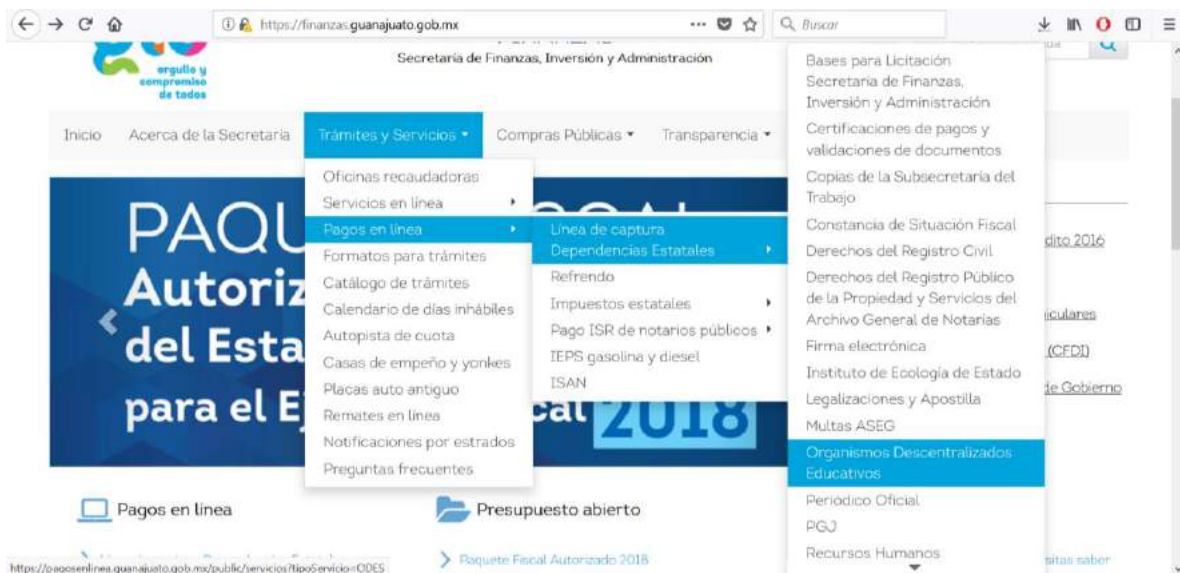 https://finanzas.guanajuato.gob.mx
Buscar
orgullo y
compromiso
de todos
Secretaría de Finanzas, Inversión y Administración
Inicio
Acerca de la Secretaría
Trámites y Servicios
Compras Públicas
Transparencia
Oficinas recaudadoras
Servicios en línea
Pagos en línea
Formatos para trámites
Catálogo de trámites
Calendario de días inhábiles
Autopista de cuota
Casas de empeño y yonkes
Placas auto antiguo
Remates en línea
Notificaciones por estrados
Preguntas frecuentes
Línea de captura
Dependencias Estatales
Refrendo
Impuestos estatales
Pago ISR de notarios públicos
IEPS gasolina y diesel
ISAN
Bases para Licitación
Secretaría de Finanzas,
Inversión y Administración
Certificaciones de pagos y
validaciones de documentos
Copias de la Subsecretaría del
Trabajo
Constancia de Situación Fiscal
Derechos del Registro Civil
Derechos del Registro Público
de la Propiedad y Servicios del
Archivo General de Notarías
Firma electrónica
Instituto de Ecología de Estado
Legalizaciones y Apostilla
Multas ASEG
Organismos Descentralizados
Educativos
Periódico Oficial
PGJ
Recursos Humanos
PAQU
Autoriz
del Esta
para el Ej
cal 2018
dito 2016
iculares
(CFDI)
de Gobierno
Pagos en línea
Presupuesto abierto
Paquete Fiscal Autorizado 2018
sitas saber
https://pagosenlinea.guanajuato.gob.mx/public/servicios?tipoServicio=ODES